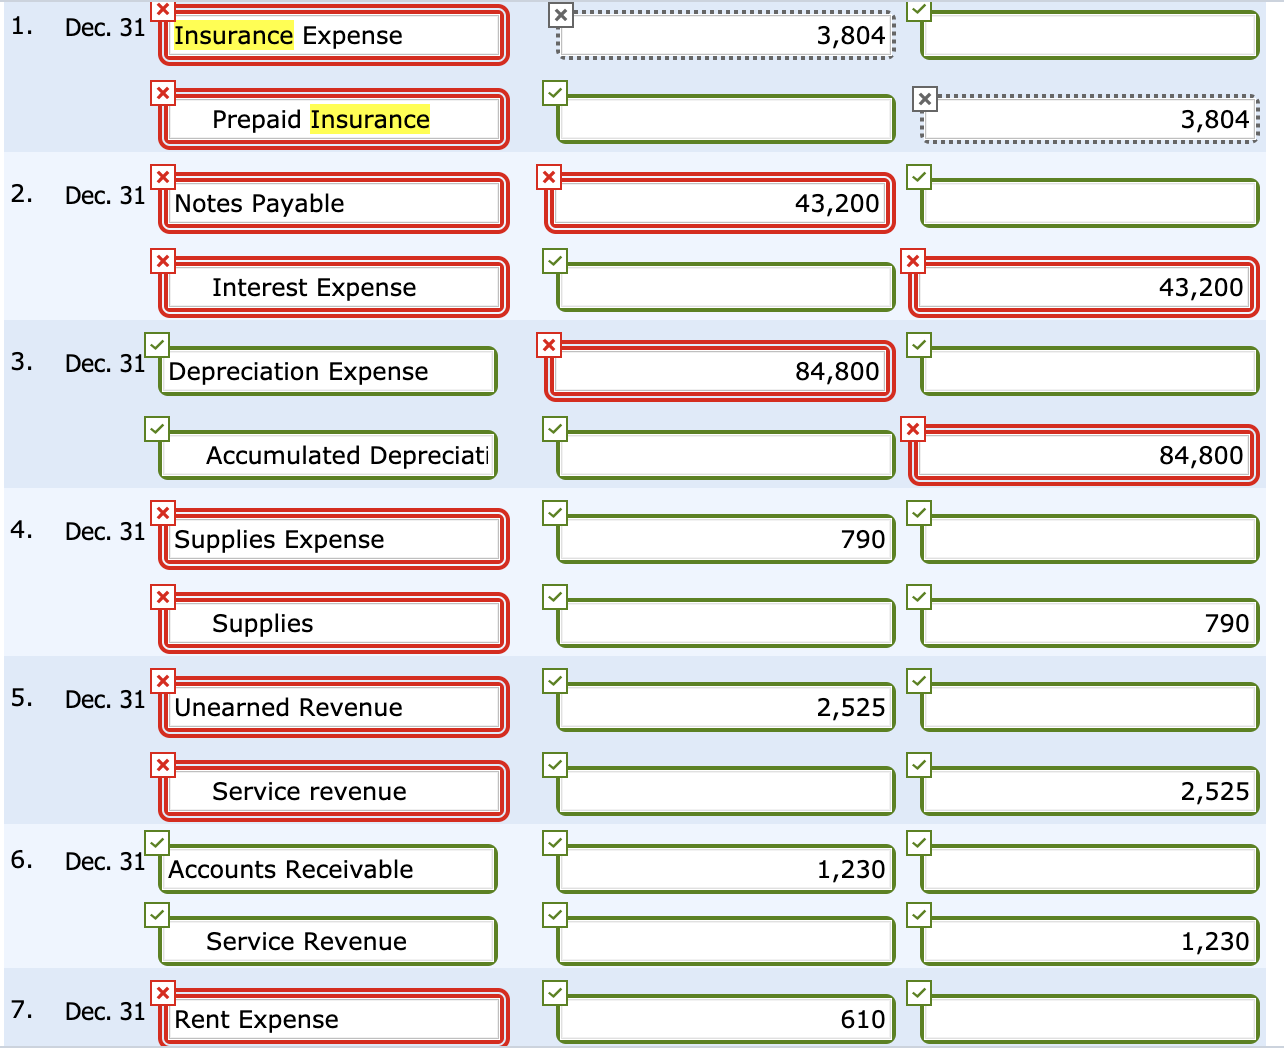 1. Dec. 31 Insurance Expense 3,804
Prepaid Insurance 3,804
2. Dec. 31 Notes Payable 43,200
Interest Expense 43,200
3. Dec. 31 Depreciation Expense 84,800
Accumulated Depreciati 84,800
4. Dec. 31 Supplies Expense 790
Supplies 790
5. Dec. 31 Unearned Revenue 2,525
Service revenue 2,525
6. Dec. 31 Accounts Receivable 1,230
Service Revenue 1,230
7. Dec. 31 Rent Expense 610